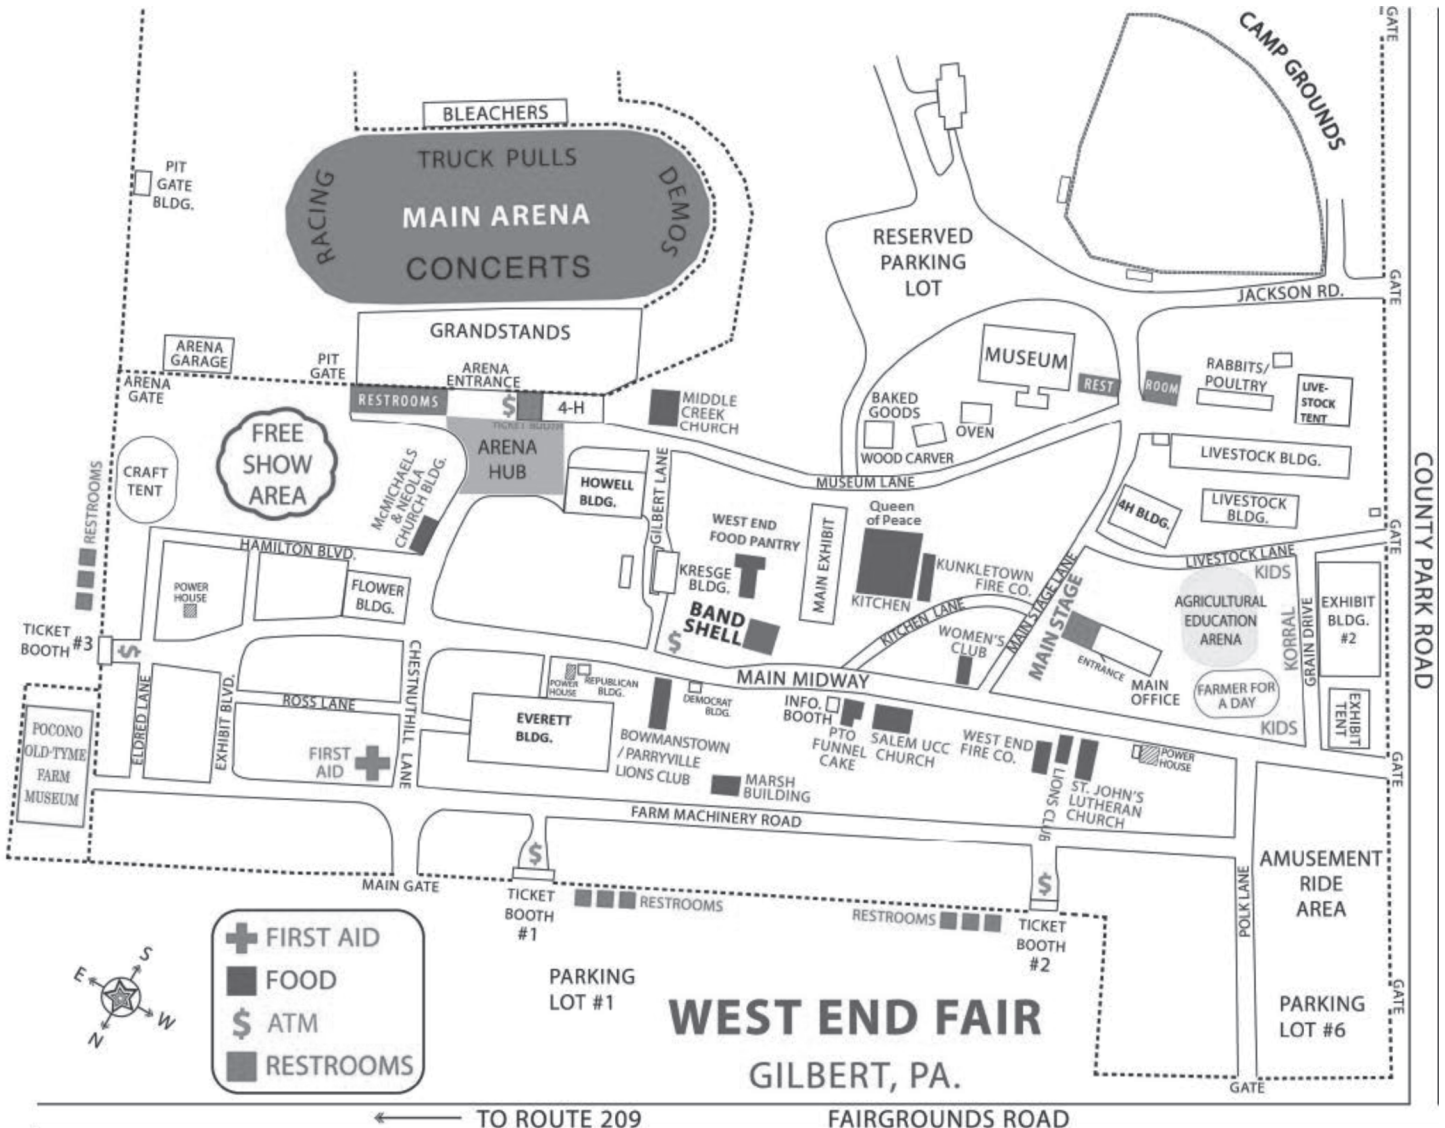 GATE
CAMP GROUNDS
BLEACHERS
TRUCK PULLS
RACING
MAIN ARENA
DEMOS
CONCERTS
PIT
GATE
BLDG.
RESERVED
PARKING
LOT
GATE
JACKSON RD.
GRANDSTANDS
ARENA
GARAGE
PIT
GATE
ARENA
ENTRANCE
ARENA
GATE
RESTROOMS
$
4-H
TICKET BOOTH
MIDDLE
CREEK
CHURCH
MUSEUM
REST
ROOM
RABBITS/
POULTRY
LIVE-
STOCK
TENT
BAKED
GOODS
OVEN
WOOD CARVER
FREE
SHOW
AREA
CRAFT
TENT
RESTROOMS
ARENA
HUB
McMICHAELS
& NEOLA
CHURCH BLDG.
HOWELL
BLDG.
GILBERT LANE
MUSEUM LANE
LIVESTOCK BLDG.
LIVESTOCK
BLDG.
4H BLDG.
COUNTY PARK ROAD
GATE
HAMILTON BLVD.
POWER
HOUSE
FLOWER
BLDG.
WEST END
FOOD PANTRY
KRESGE
BLDG.
MAIN EXHIBIT
Queen
of Peace
KITCHEN
KUNKLETOWN
FIRE CO.
KITCHEN LANE
MAIN STAGE LANE
LIVESTOCK LANE
KIDS
AGRICULTURAL
EDUCATION
ARENA
KORRAL
GRAIN DRIVE
EXHIBIT
BLDG.
#2
BAND
SHELL
$
WOMEN'S
CLUB
MAIN STAGE
ENTRANCE
MAIN
OFFICE
FARMER FOR
A DAY
KIDS
EXHIBIT
TENT
TICKET
BOOTH #3
$
CHESTNUTHILL LANE
MAIN MIDWAY
POWER
HOUSE
REPUBLICAN
BLDG.
DEMOCRAT
BLDG.
INFO.
BOOTH
ELDRED LANE
EXHIBIT BLVD.
ROSS LANE
EVERETT
BLDG.
BOWMANSTOWN
/ PARRYVILLE
LIONS CLUB
PTO
FUNNEL
CAKE
SALEM UCC
CHURCH
WEST END
FIRE CO.
LIONS CLUB
ST. JOHN'S
LUTHERAN
CHURCH
POWER
HOUSE
GATE
POCONO
OLD-TYME
FARM
MUSEUM
FIRST
AID
MARSH
BUILDING
FARM MACHINERY ROAD
$
$
MAIN GATE
TICKET
BOOTH
#1
RESTROOMS
RESTROOMS
TICKET
BOOTH
#2
POLK LANE
AMUSEMENT
RIDE
AREA
S
E
W
N
FIRST AID
FOOD
$ ATM
RESTROOMS
PARKING
LOT #1
WEST END FAIR
GILBERT, PA.
PARKING
LOT #6
GATE
GATE
TO ROUTE 209
FAIRGROUNDS ROAD